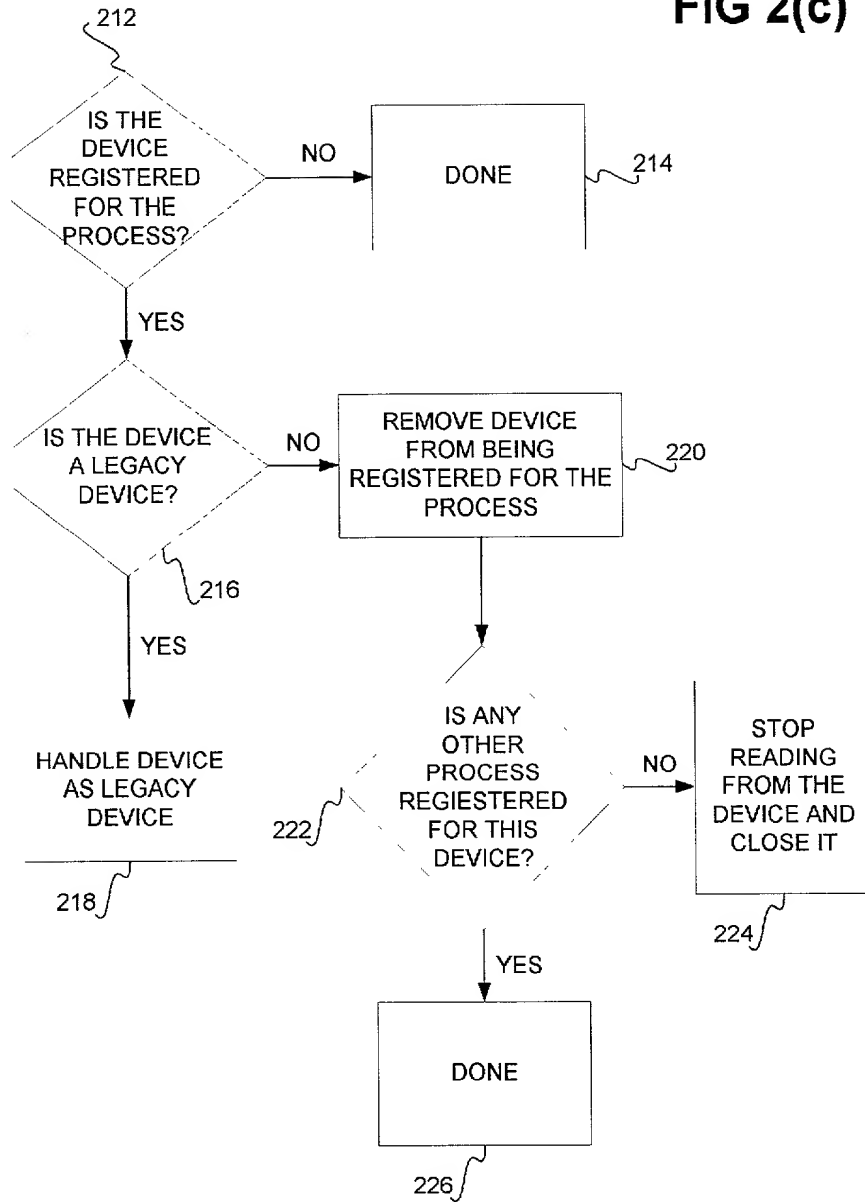 FIG 2(c)
212
IS THE
DEVICE
REGISTERED
FOR THE
PROCESS?
NO
DONE
214
YES
IS THE DEVICE
A LEGACY
DEVICE?
NO
REMOVE DEVICE
FROM BEING
REGISTERED FOR THE
PROCESS
220
216
YES
HANDLE DEVICE
AS LEGACY
DEVICE
218
IS ANY
OTHER
PROCESS
REGIESTERED
FOR THIS
DEVICE?
222
NO
STOP
READING
FROM THE
DEVICE AND
CLOSE IT
224
YES
DONE
226